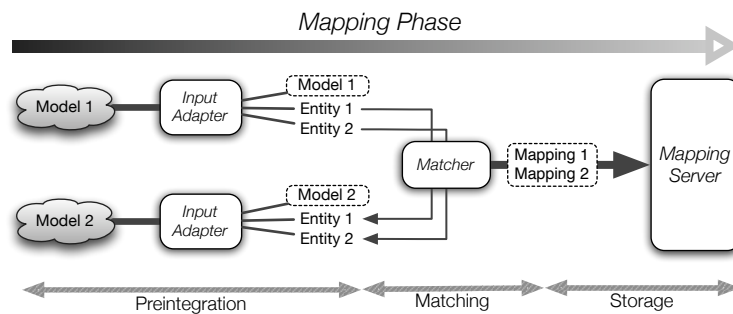 Mapping Phase
Model 1
Input
Adapter
Model 1
Entity 1
Entity 2
Matcher
Mapping 1
Mapping 2
Mapping
Server
Model 2
Input
Adapter
Model 2
Entity 1
Entity 2
Preintegration
Matching
Storage